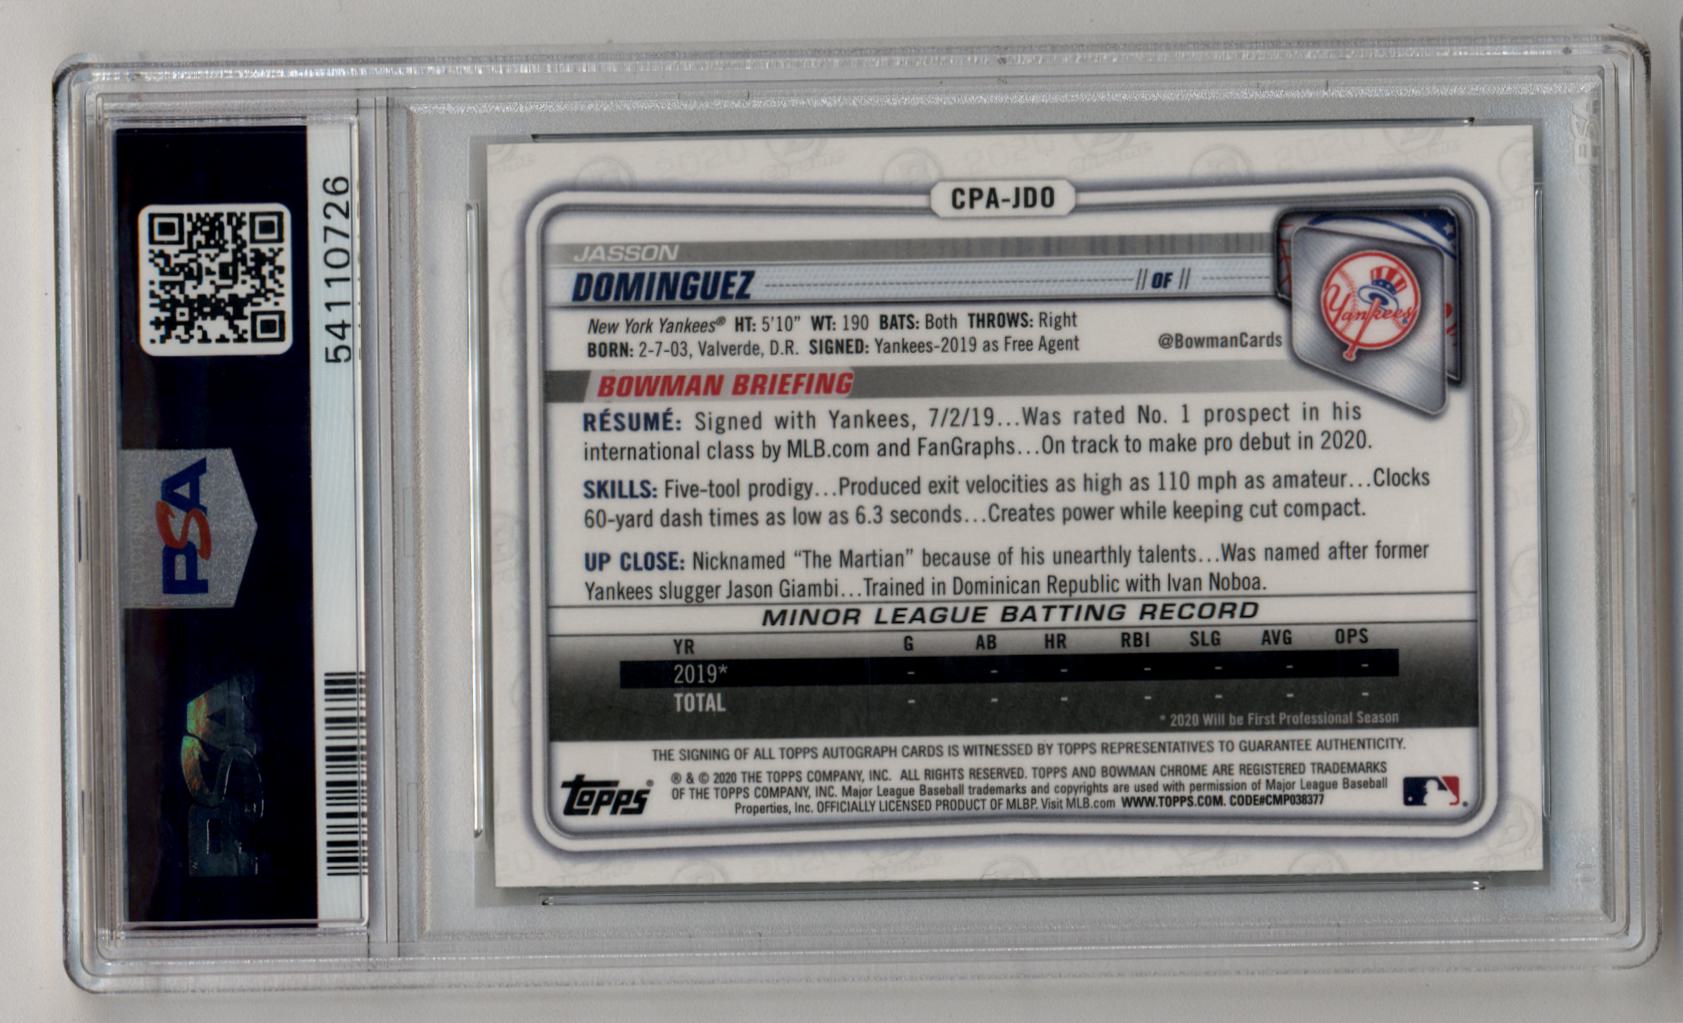 54110726
PSA
PSA
CPA-JDO
JASSON
DOMINGUEZ // OF //
New York Yankees® HT: 5'10" WT: 190 BATS: Both THROWS: Right
BORN: 2-7-03, Valverde, D.R. SIGNED: Yankees-2019 as Free Agent
@BowmanCards
Yankees
BOWMAN BRIEFING
RÉSUMÉ: Signed with Yankees, 7/2/19...Was rated No. 1 prospect in his
international class by MLB.com and FanGraphs...On track to make pro debut in 2020.
SKILLS: Five-tool prodigy...Produced exit velocities as high as 110 mph as amateur...Clocks
60-yard dash times as low as 6.3 seconds...Creates power while keeping cut compact.
UP CLOSE: Nicknamed “The Martian” because of his unearthly talents...Was named after former
Yankees slugger Jason Giambi...Trained in Dominican Republic with Ivan Noboa.
MINOR LEAGUE BATTING RECORD
YR G AB HR RBI SLG AVG OPS
2019* - - - - - - -
TOTAL - - - - - - -
* 2020 Will be First Professional Season
THE SIGNING OF ALL TOPPS AUTOGRAPH CARDS IS WITNESSED BY TOPPS REPRESENTATIVES TO GUARANTEE AUTHENTICITY.
Topps®
® & © 2020 THE TOPPS COMPANY, INC. ALL RIGHTS RESERVED. TOPPS AND BOWMAN CHROME ARE REGISTERED TRADEMARKS
OF THE TOPPS COMPANY, INC. Major League Baseball trademarks and copyrights are used with permission of Major League Baseball
Properties, Inc. OFFICIALLY LICENSED PRODUCT OF MLBP. Visit MLB.com WWW.TOPPS.COM. CODE#CMP038377